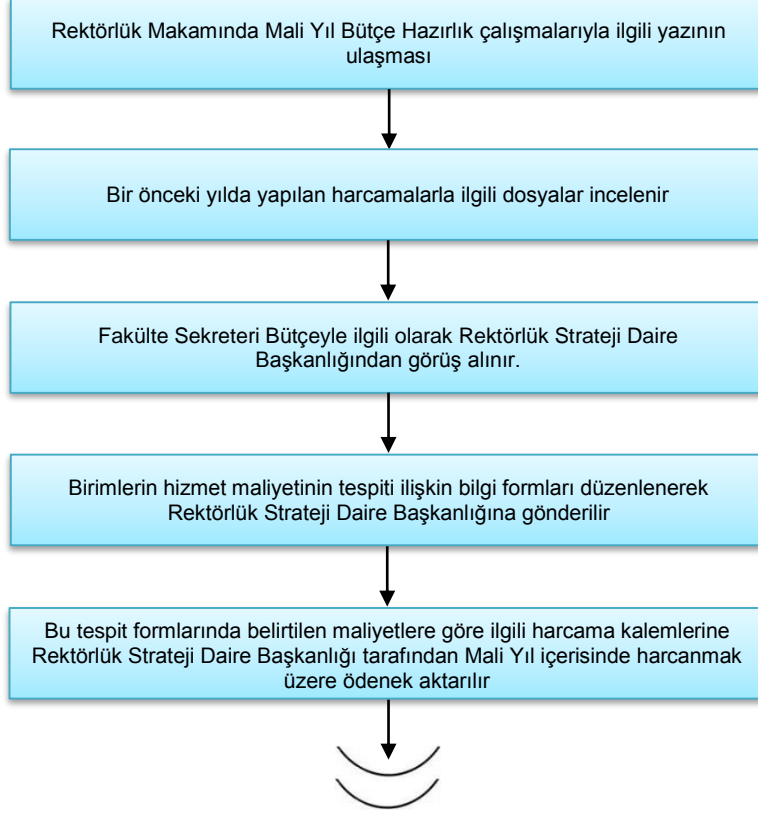 Rektörlük Makamında Mali Yıl Bütçe Hazırlık çalışmalarıyla ilgili yazının
ulaşması
Bir önceki yılda yapılan harcamalarla ilgili dosyalar incelenir
Fakülte Sekreteri Bütçeyle ilgili olarak Rektörlük Strateji Daire
Başkanlığından görüş alınır.
Birimlerin hizmet maliyetinin tespiti ilişkin bilgi formları düzenlenerek
Rektörlük Strateji Daire Başkanlığına gönderilir
Bu tespit formlarında belirtilen maliyetlere göre ilgili harcama kalemlerine
Rektörlük Strateji Daire Başkanlığı tarafından Mali Yıl içerisinde harcanmak
üzere ödenek aktarılır